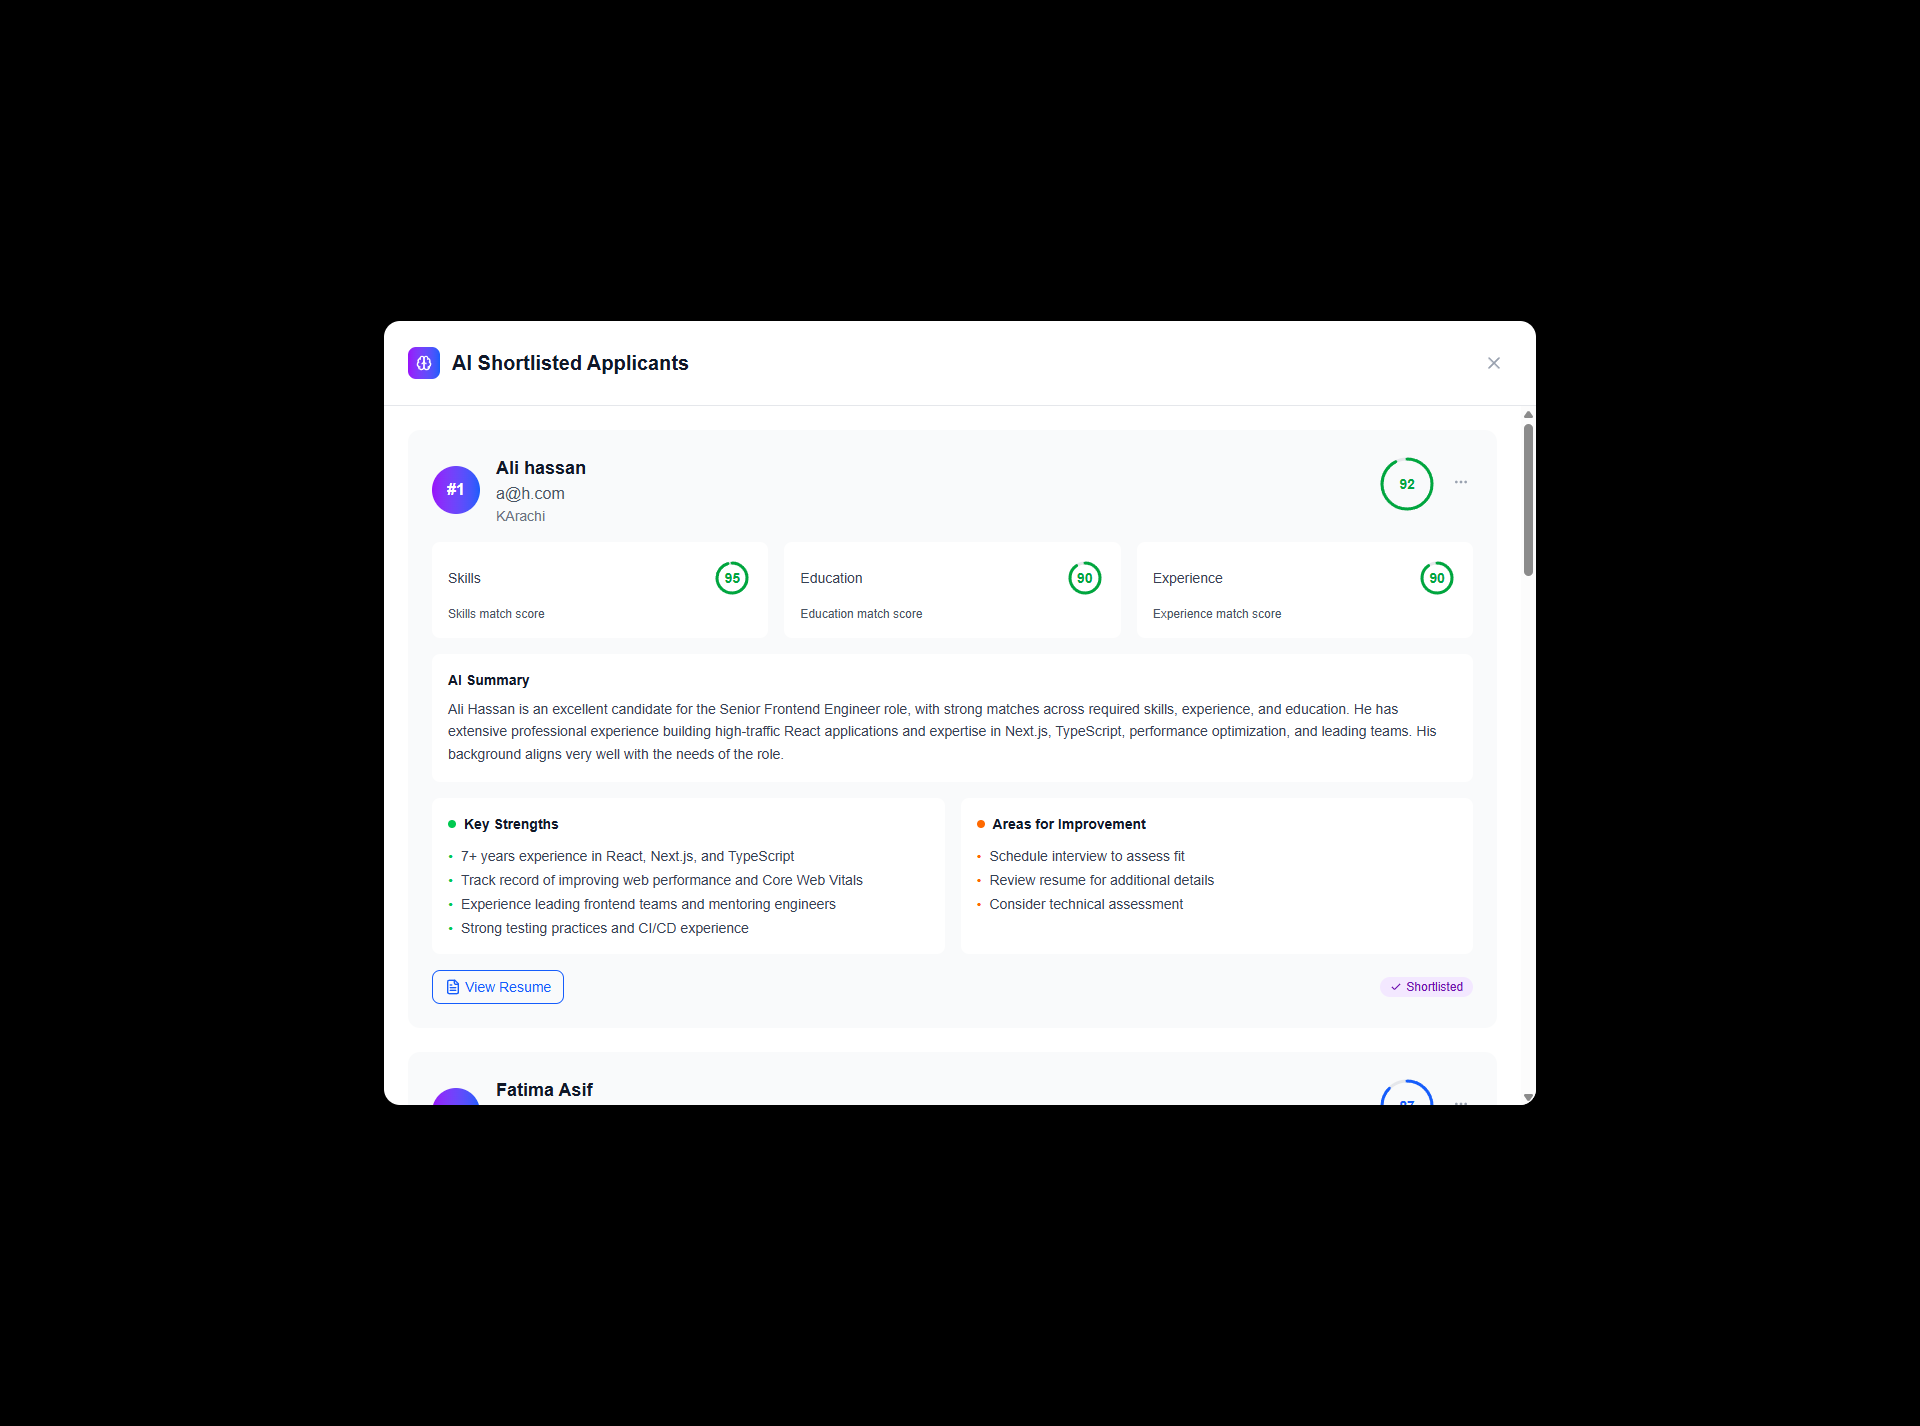 AI Shortlisted Applicants
#1
Ali hassan
a@h.com
KArachi
92
Skills
95
Skills match score
Education
90
Education match score
Experience
90
Experience match score
AI Summary
Ali Hassan is an excellent candidate for the Senior Frontend Engineer role, with strong matches across required skills, experience, and education. He has
extensive professional experience building high-traffic React applications and expertise in Next.js, TypeScript, performance optimization, and leading teams. His
background aligns very well with the needs of the role.
Key Strengths
• 7+ years experience in React, Next.js, and TypeScript
• Track record of improving web performance and Core Web Vitals
• Experience leading frontend teams and mentoring engineers
• Strong testing practices and CI/CD experience
Areas for Improvement
• Schedule interview to assess fit
• Review resume for additional details
• Consider technical assessment
View Resume
Shortlisted
Fatima Asif